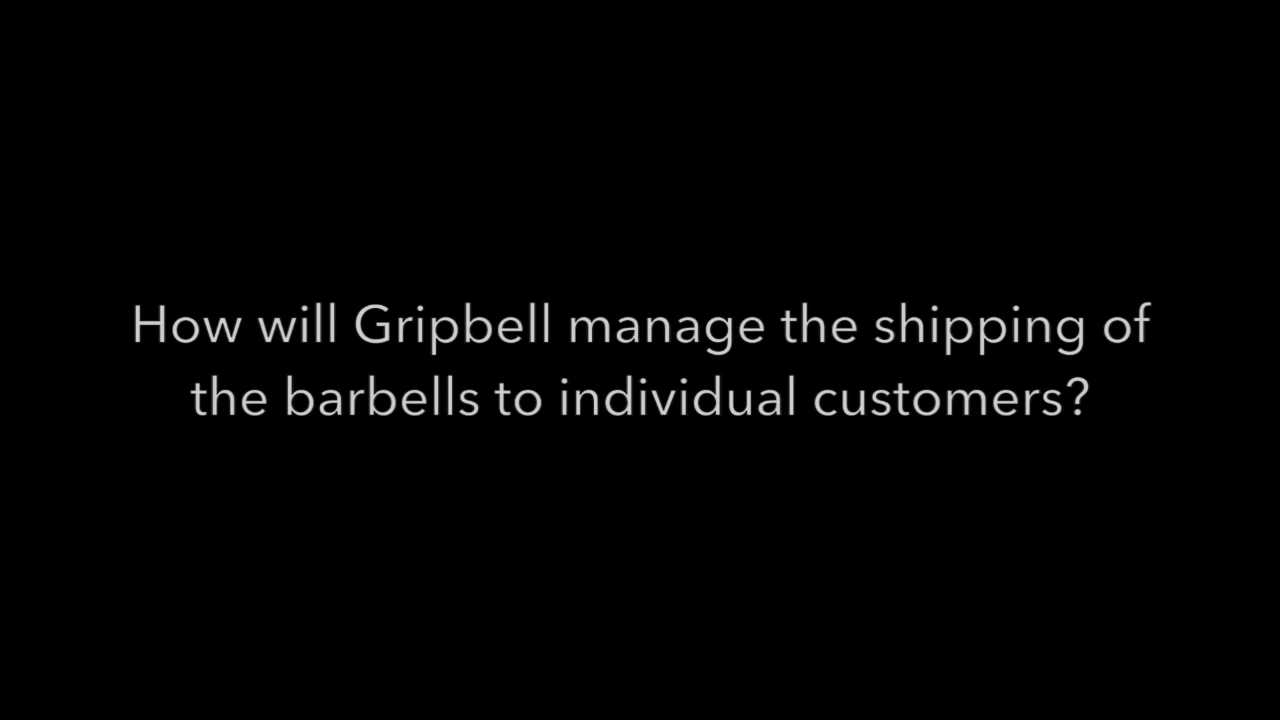 How will Gripbell manage the shipping of
the barbells to individual customers?